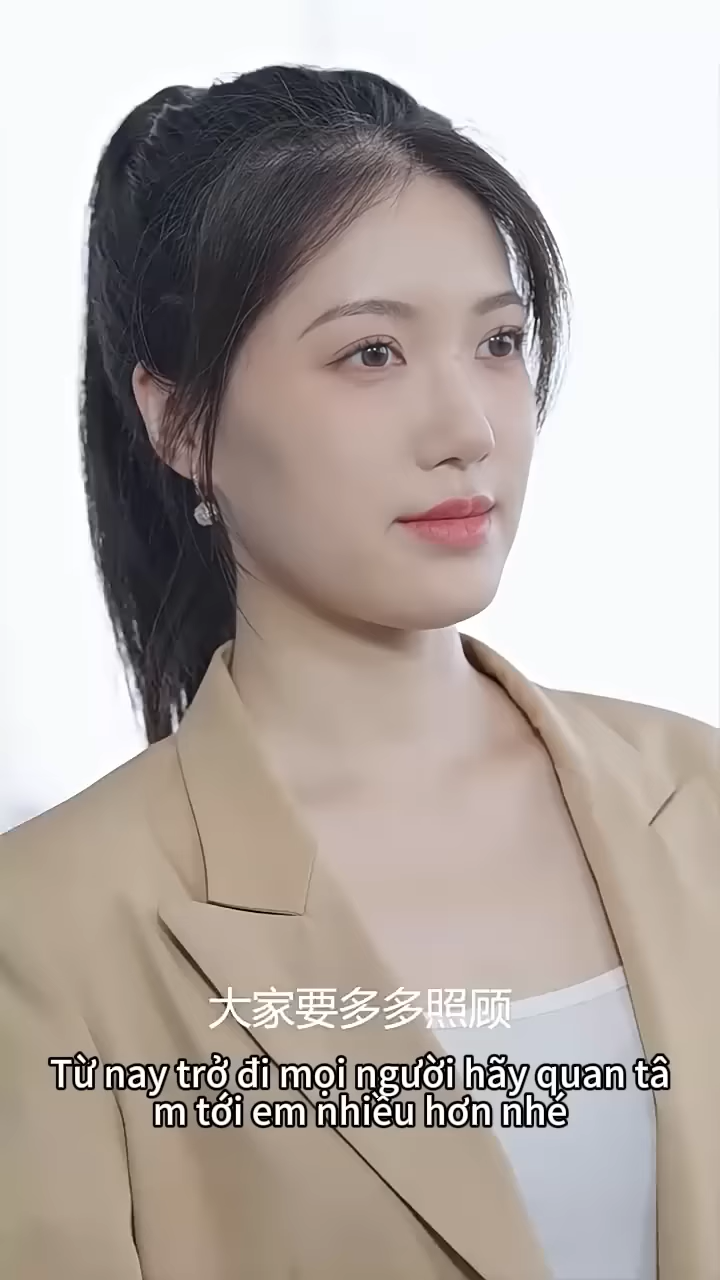 大家要多多照顾
Từ nay trở đi mọi người hãy quan tâ
m tới em nhiều hơn nhé